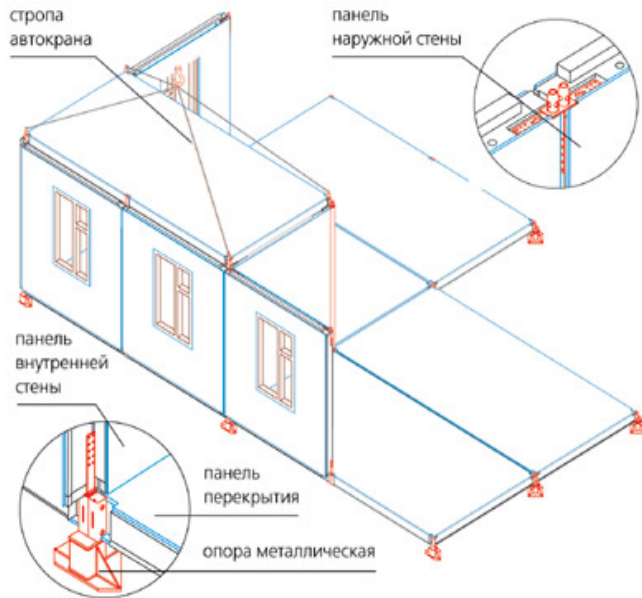 стропа
автокрана
панель
наружной стены
панель
внутренней
стены
панель
перекрытия
опора металлическая